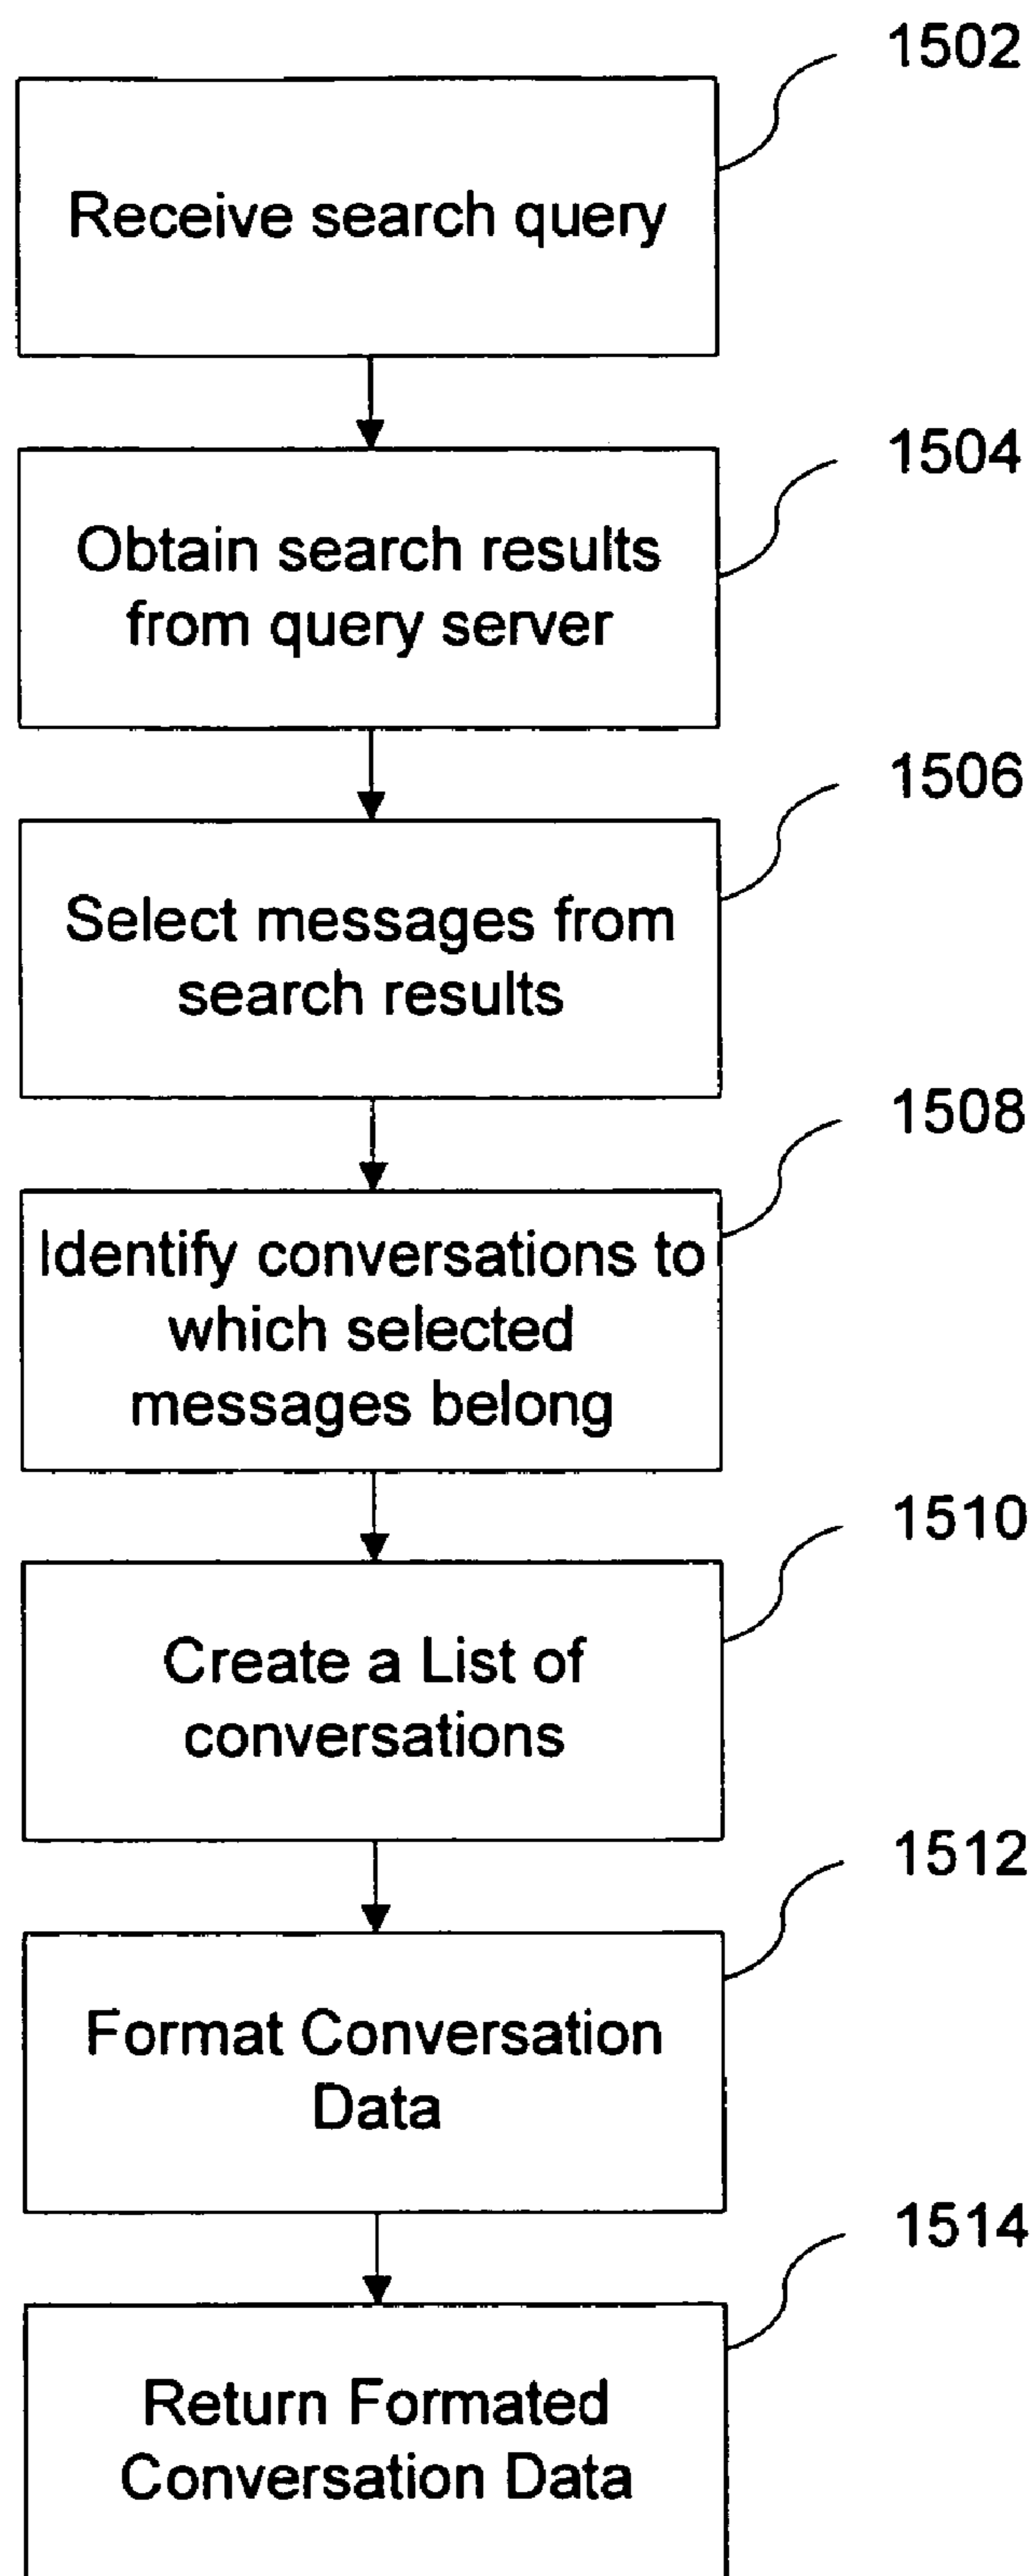 1502
Receive search query
1504
Obtain search results
from query server
1506
Select messages from
search results
1508
Identify conversations to
which selected
messages belong
1510
Create a List of
conversations
1512
Format Conversation
Data
1514
Return Formated
Conversation Data